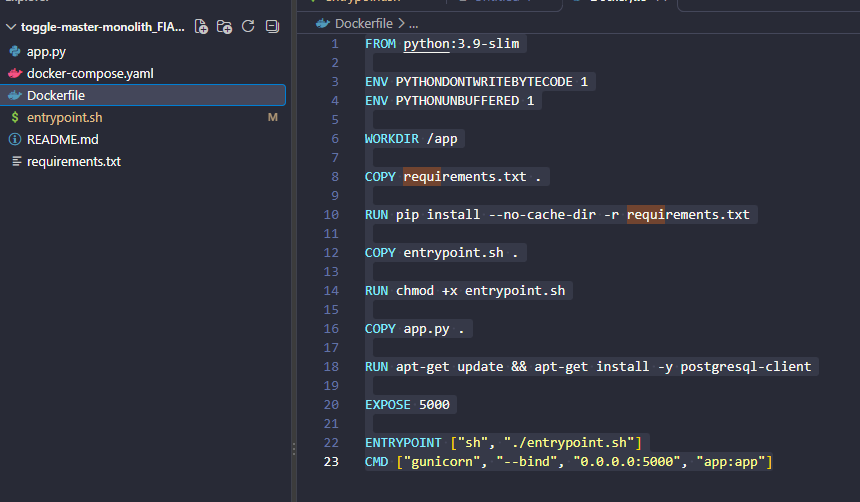 toggle-master-monolith_FIA...
app.py
docker-compose.yaml
Dockerfile
entrypoint.sh M
README.md
requirements.txt
Dockerfile > ...
1 FROM python:3.9-slim
2
3 ENV PYTHONDONTWRITEBYTECODE 1
4 ENV PYTHONUNBUFFERED 1
5
6 WORKDIR /app
7
8 COPY requirements.txt .
9
10 RUN pip install --no-cache-dir -r requirements.txt
11
12 COPY entrypoint.sh .
13
14 RUN chmod +x entrypoint.sh
15
16 COPY app.py .
17
18 RUN apt-get update && apt-get install -y postgresql-client
19
20 EXPOSE 5000
21
22 ENTRYPOINT ["sh", "./entrypoint.sh"]
23 CMD ["gunicorn", "--bind", "0.0.0.0:5000", "app:app"]